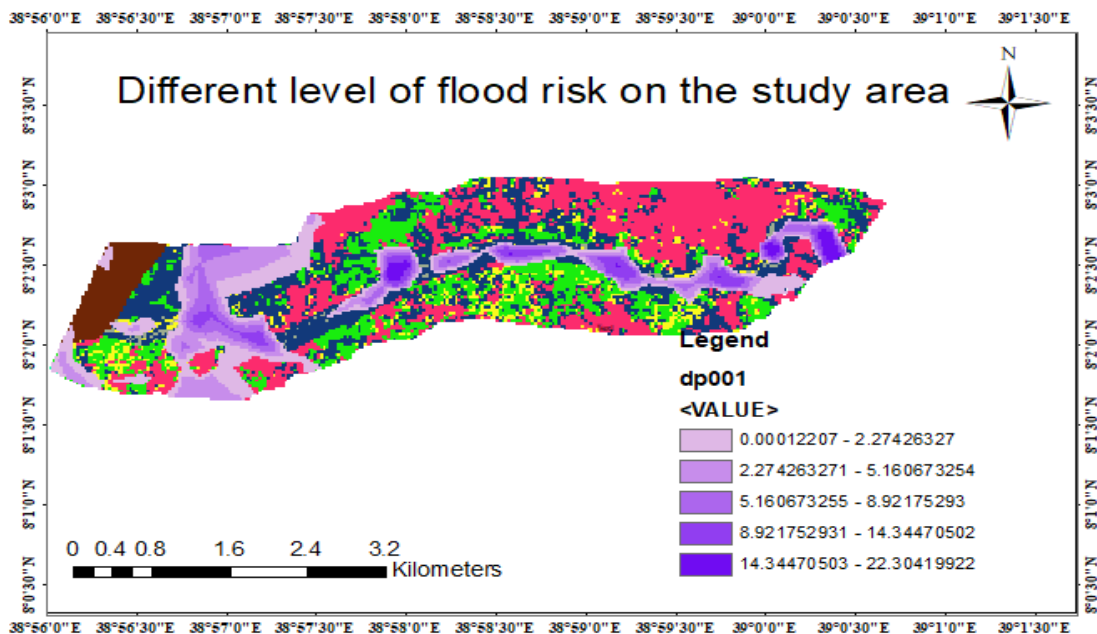 38°56'0"E 38°56'30"E 38°57'0"E 38°57'30"E 38°58'0"E 38°58'30"E 38°59'0"E 38°59'30"E 39°0'0"E 39°0'30"E 39°1'0"E 39°1'30"E
N
Different level of flood risk on the study area
8°3'30"N 8°3'30"N
8°3'0"N 8°3'0"N
8°2'30"N 8°2'30"N
8°2'0"N 8°2'0"N
Legend
dp001
<VALUE>
8°1'30"N 8°1'30"N
0.00012207 - 2.27426327
2.274263271 - 5.160673254
5.160673255 - 8.92175293
8°1'0"N 8°1'0"N
8.921752931 - 14.34470502
14.34470503 - 22.30419922
0 0.4 0.8 1.6 2.4 3.2
Kilometers
8°0'30"N 8°0'30"N
38°56'0"E 38°56'30"E 38°57'0"E 38°57'30"E 38°58'0"E 38°58'30"E 38°59'0"E 38°59'30"E 39°0'0"E 39°0'30"E 39°1'0"E 39°1'30"E